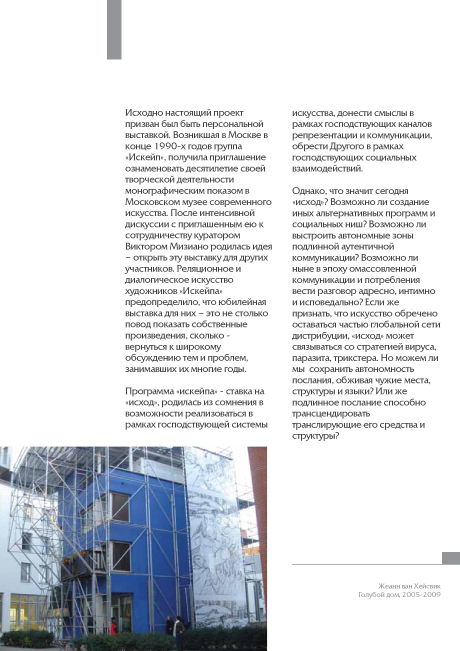 Исходно настоящий проект
призван был быть персональной
выставкой. Возникшая в Москве в
конце 1990-х годов группа
«Искейп», получила приглашение
ознаменовать десятилетие своей
творческой деятельности
монографическим показом в
Московском музее современного
искусства. После интенсивной
дискуссии с приглашенным ею к
сотрудничеству куратором
Виктором Мизиано родилась идея
– открыть эту выставку для других
участников. Реляционное и
диалогическое искусство
художников «Искейпа»
предопределило, что юбилейная
выставка для них – это не столько
повод показать собственные
произведения, сколько -
вернуться к широкому
обсуждению тем и проблем,
занимавших их многие годы.
Программа «искейпа» - ставка на
«исход», родилась из сомнения в
возможности реализоваться в
рамках господствующей системы
искусства, донести смыслы в
рамках господствующих каналов
репрезентации и коммуникации,
обрести Другого в рамках
господствующих социальных
взаимодействий.
Однако, что значит сегодня
«исход»? Возможно ли создание
иных альтернативных программ и
социальных ниш? Возможно ли
выстроить автономные зоны
подлинной аутентичной
коммуникации? Возможно ли
ныне в эпоху омассовленной
коммуникации и потребления
вести разговор адресно, интимно
и исповедально? Если же
признать, что искусство обречено
оставаться частью глобальной сети
дистрибуции, «исход» может
связываться со стратегией вируса,
паразита, трикстера. Но можем ли
мы сохранить автономность
послания, обживая чужие места,
структуры и языки? Или же
подлинное послание способно
трансцендировать
транслирующие его средства и
структуры?
Жеанн ван Хейсвик
Голубой дом, 2005-2009